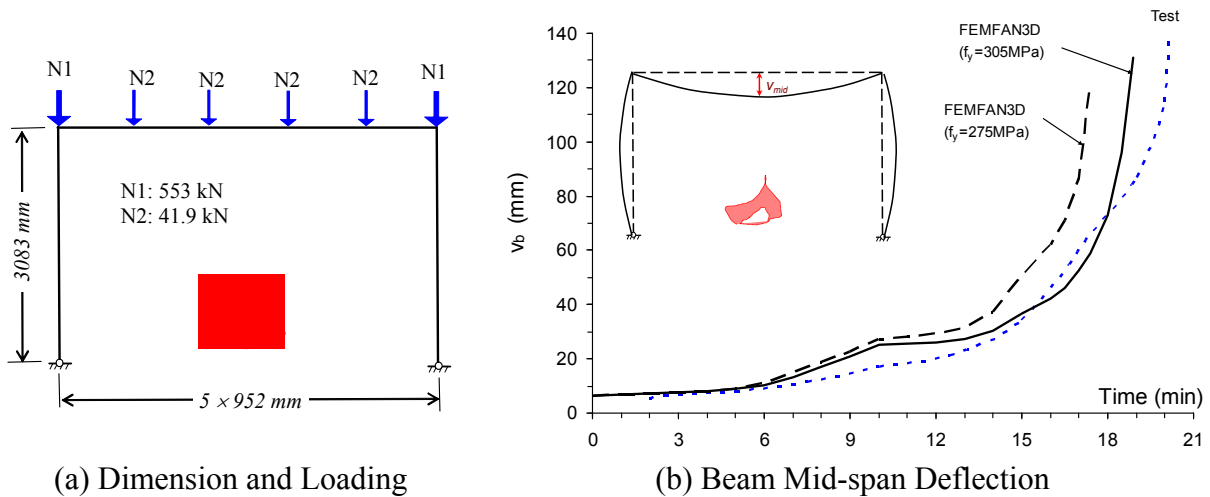 N1 N2 N2 N2 N2 N1
N1: 553 kN
N2: 41.9 kN
3083 mm
5 × 952 mm
(a) Dimension and Loading
Test
FEMFAN3D
(fy=305MPa)
FEMFAN3D
(fy=275MPa)
vmid
vb (mm)
140
120
100
80
60
40
20
0
Time (min)
0 3 6 9 12 15 18 21
(b) Beam Mid-span Deflection